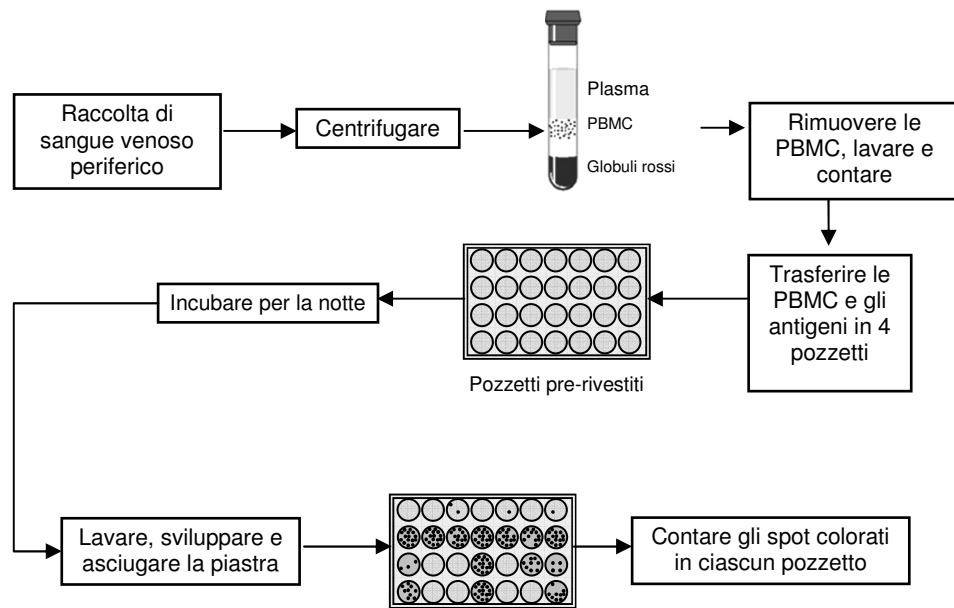 Raccolta di
sangue venoso
periferico
Centrifugare
Plasma
PBMC
Globuli rossi
Rimuovere le
PBMC, lavare e
contare
Trasferire le
PBMC e gli
antigeni in 4
pozzetti
Pozzetti pre-rivestiti
Incubare per la notte
Lavare, sviluppare e
asciugare la piastra
Contare gli spot colorati
in ciascun pozzetto